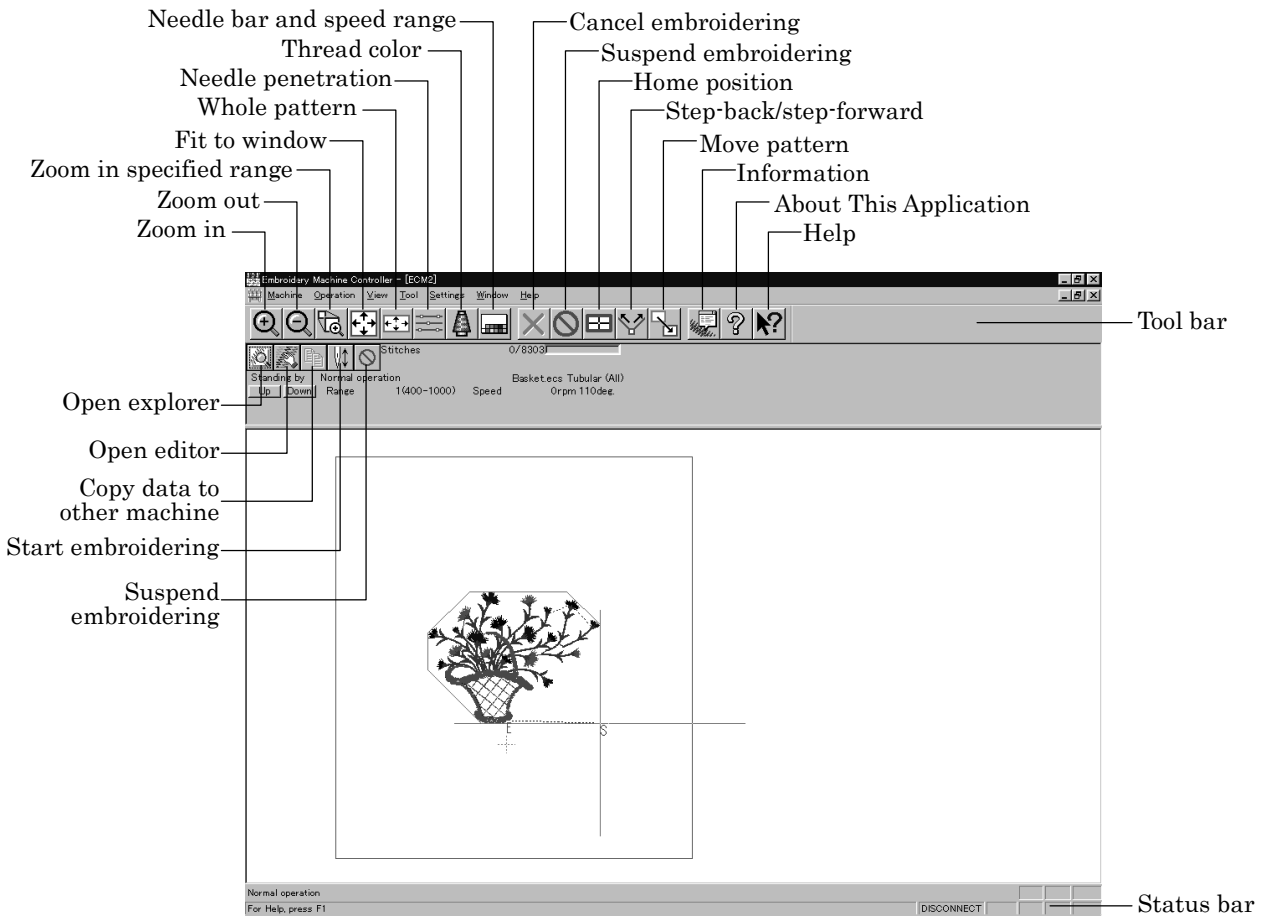 Needle bar and speed range
Thread color
Needle penetration
Whole pattern
Fit to window
Zoom in specified range
Zoom out
Zoom in
Cancel embroidering
Suspend embroidering
Home position
Step-back/step-forward
Move pattern
Information
About This Application
Help
Embroidery Machine Controller - [ECM2]
Machine Operation View Tool Settings Window Help
Tool bar
Stitches 0/8303
Standing by Normal operation Basket.ecs Tubular (All)
Up Down Range 1(400-1000) Speed 0rpm 110deg.
Open explorer
Open editor
Copy data to
other machine
Start embroidering
Suspend
embroidering
E
S
Normal operation
For Help, press F1 DISCONNECT
Status bar